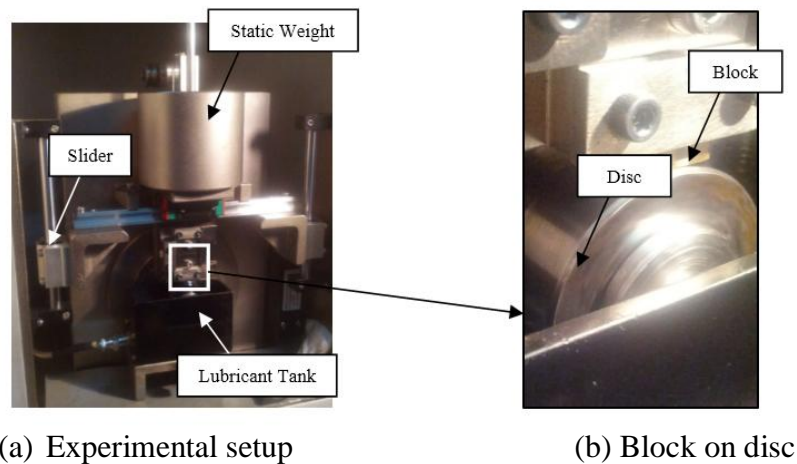 Static Weight
Slider
Lubricant Tank
Block
Disc
(a) Experimental setup
(b) Block on disc